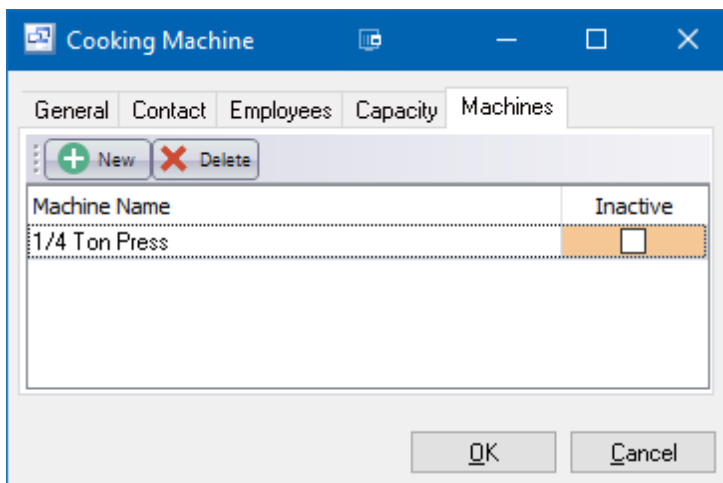 Cooking Machine
General Contact Employees Capacity Machines
New Delete
Machine Name Inactive
1/4 Ton Press
OK Cancel